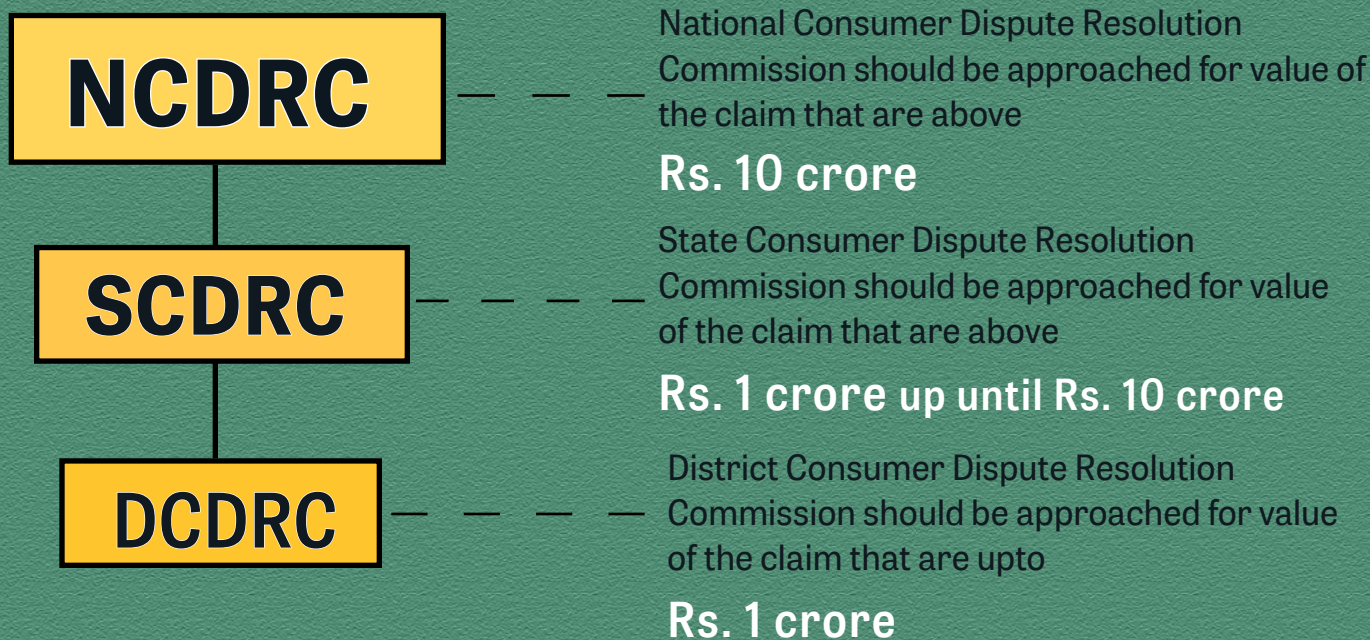 NCDRC
National Consumer Dispute Resolution
Commission should be approached for value of
the claim that are above
Rs. 10 crore
SCDRC
State Consumer Dispute Resolution
Commission should be approached for value
of the claim that are above
Rs. 1 crore up until Rs. 10 crore
DCDRC
District Consumer Dispute Resolution
Commission should be approached for value
of the claim that are upto
Rs. 1 crore